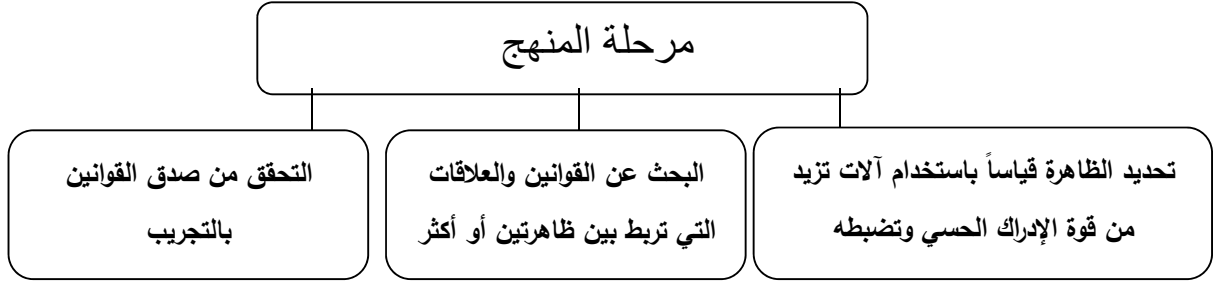 مرحلة المنهج
تحديد الظاهرة قياساً باستخدام آلات تزيد
من قوة الإدراك الحسي وتضبطه
البحث عن القوانين والعلاقات
التي تربط بين ظاهرتين أو أكثر
التحقق من صدق القوانين
بالتجريب